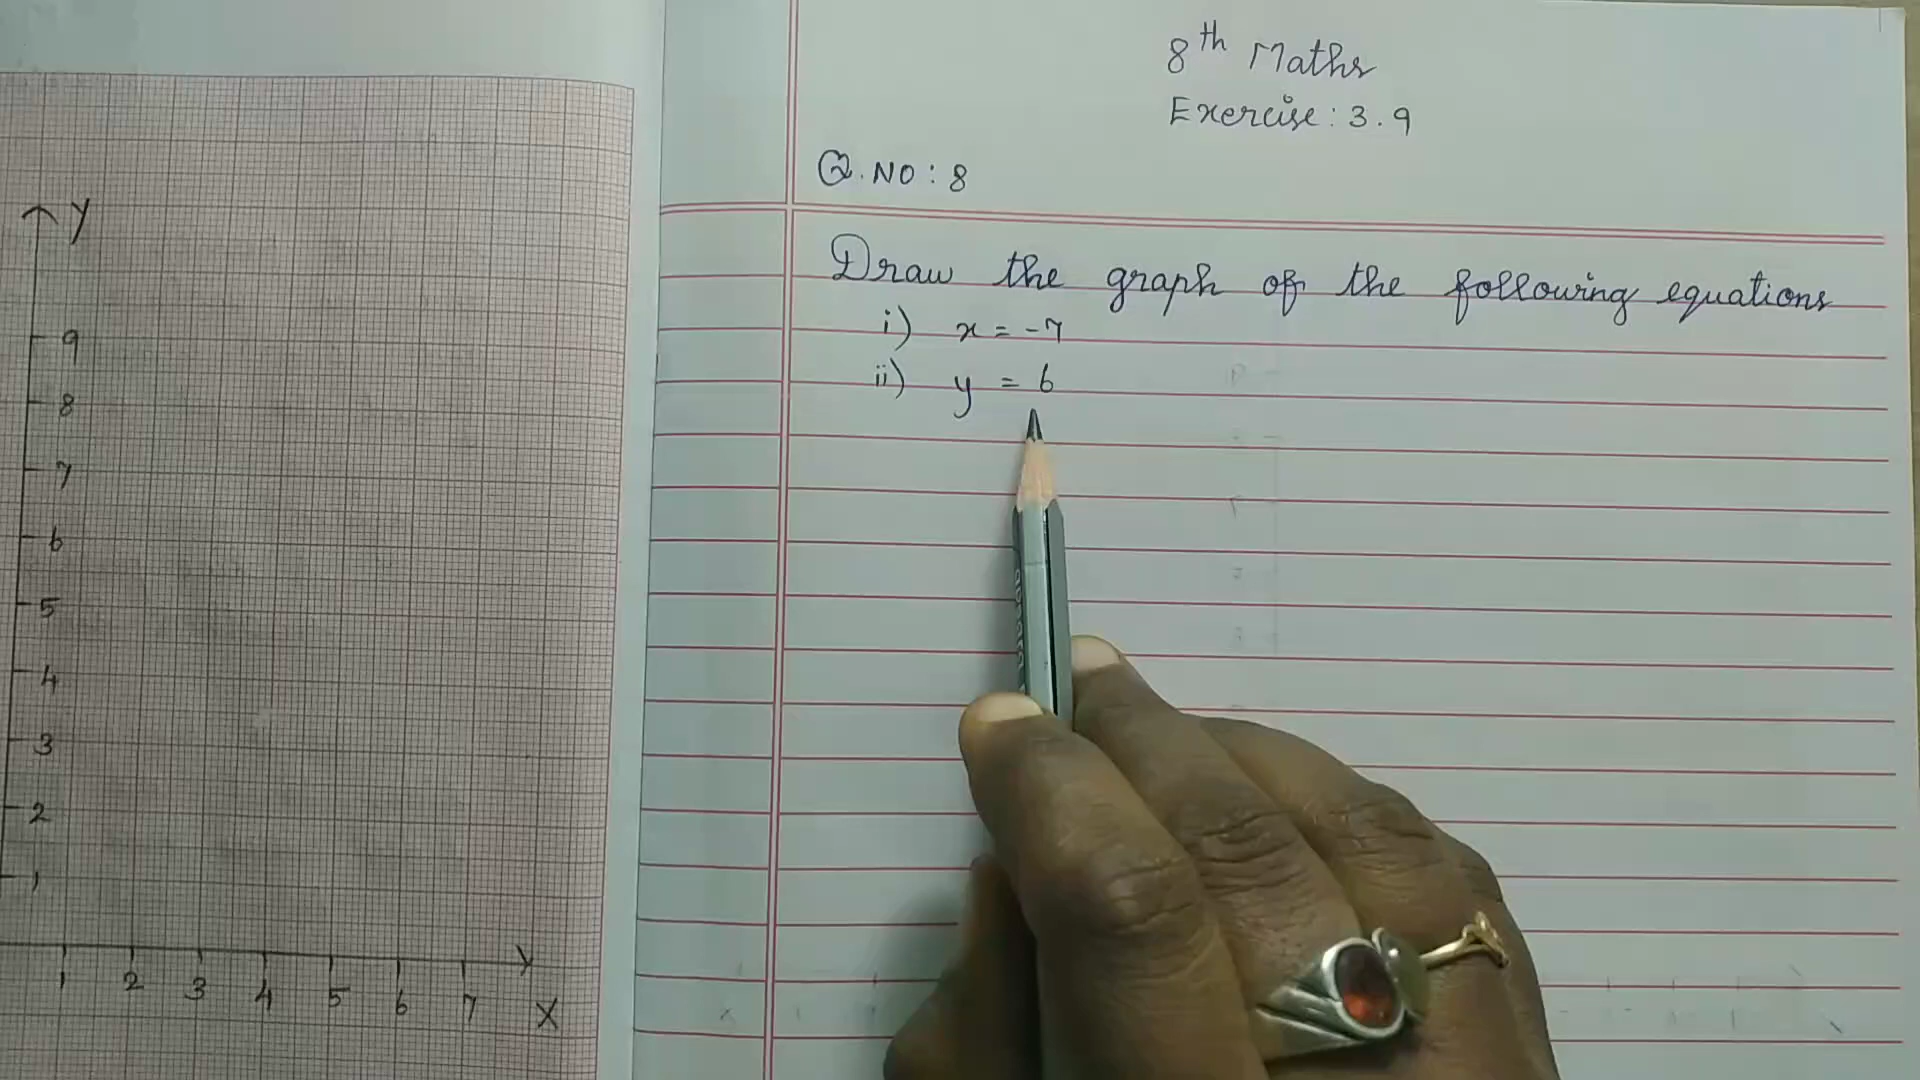 8th Maths
Exercise: 3.9
Q.NO: 8
Draw the graph of the following equations
i) x = -7
ii) y = 6
Y
9
8
7
6
5
4
3
2
1
1 2 3 4 5 6 7 X